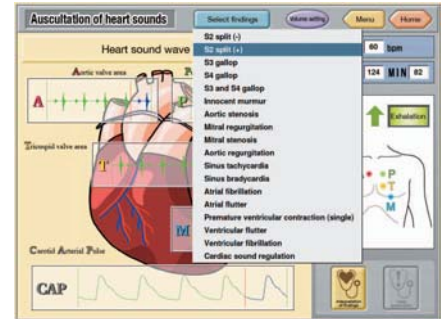 Auscultation of heart sounds
Select findings
Volume setting
Menu
Home
Heart sound wave
60 bpm
124 MIN 82
S2 split (-)
S2 split (+)
S3 gallop
S4 gallop
S3 and S4 gallop
Innocent murmur
Aortic stenosis
Mitral regurgitation
Mitral stenosis
Aortic regurgitation
Sinus tachycardia
Sinus bradycardia
Atrial fibrillation
Atrial flutter
Premature ventricular contraction (single)
Ventricular flutter
Ventricular fibrillation
Cardiac sound regulation
Aortic valve area
P
A
P
Exhalation
Tricuspid valve area
T
M
P
T
M
Carotid Arterial Pulse
CAP